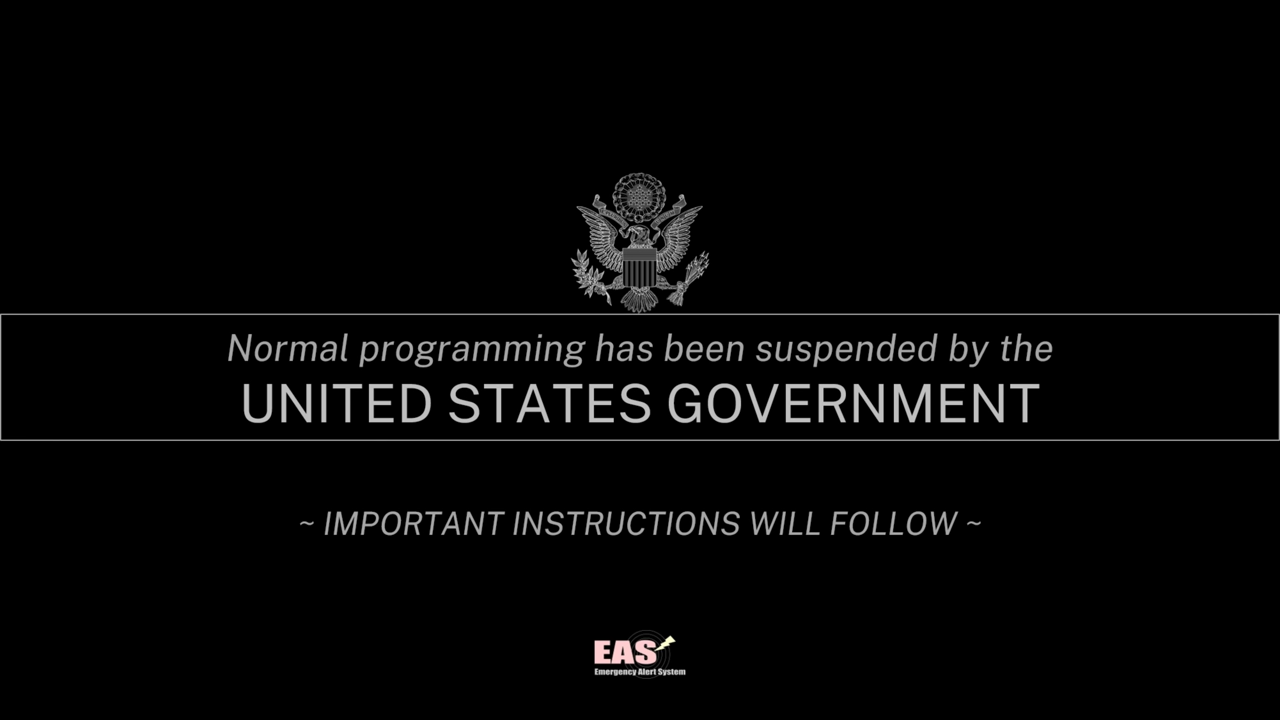 Normal programming has been suspended by the
UNITED STATES GOVERNMENT
~ IMPORTANT INSTRUCTIONS WILL FOLLOW ~
EAS
Emergency Alert System